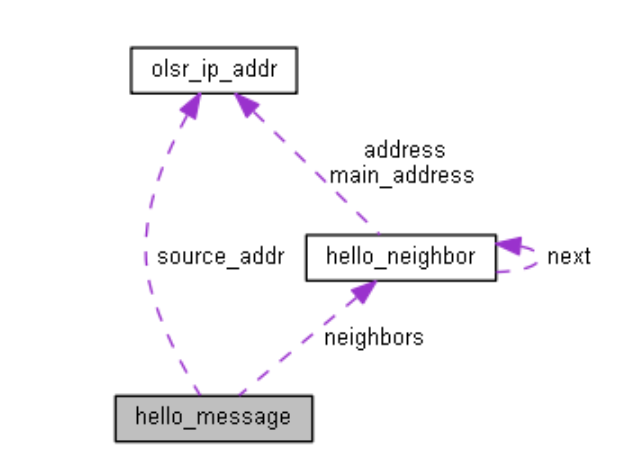 olsr_ip_addr
address
main_address
source_addr
hello_neighbor
next
neighbors
hello_message